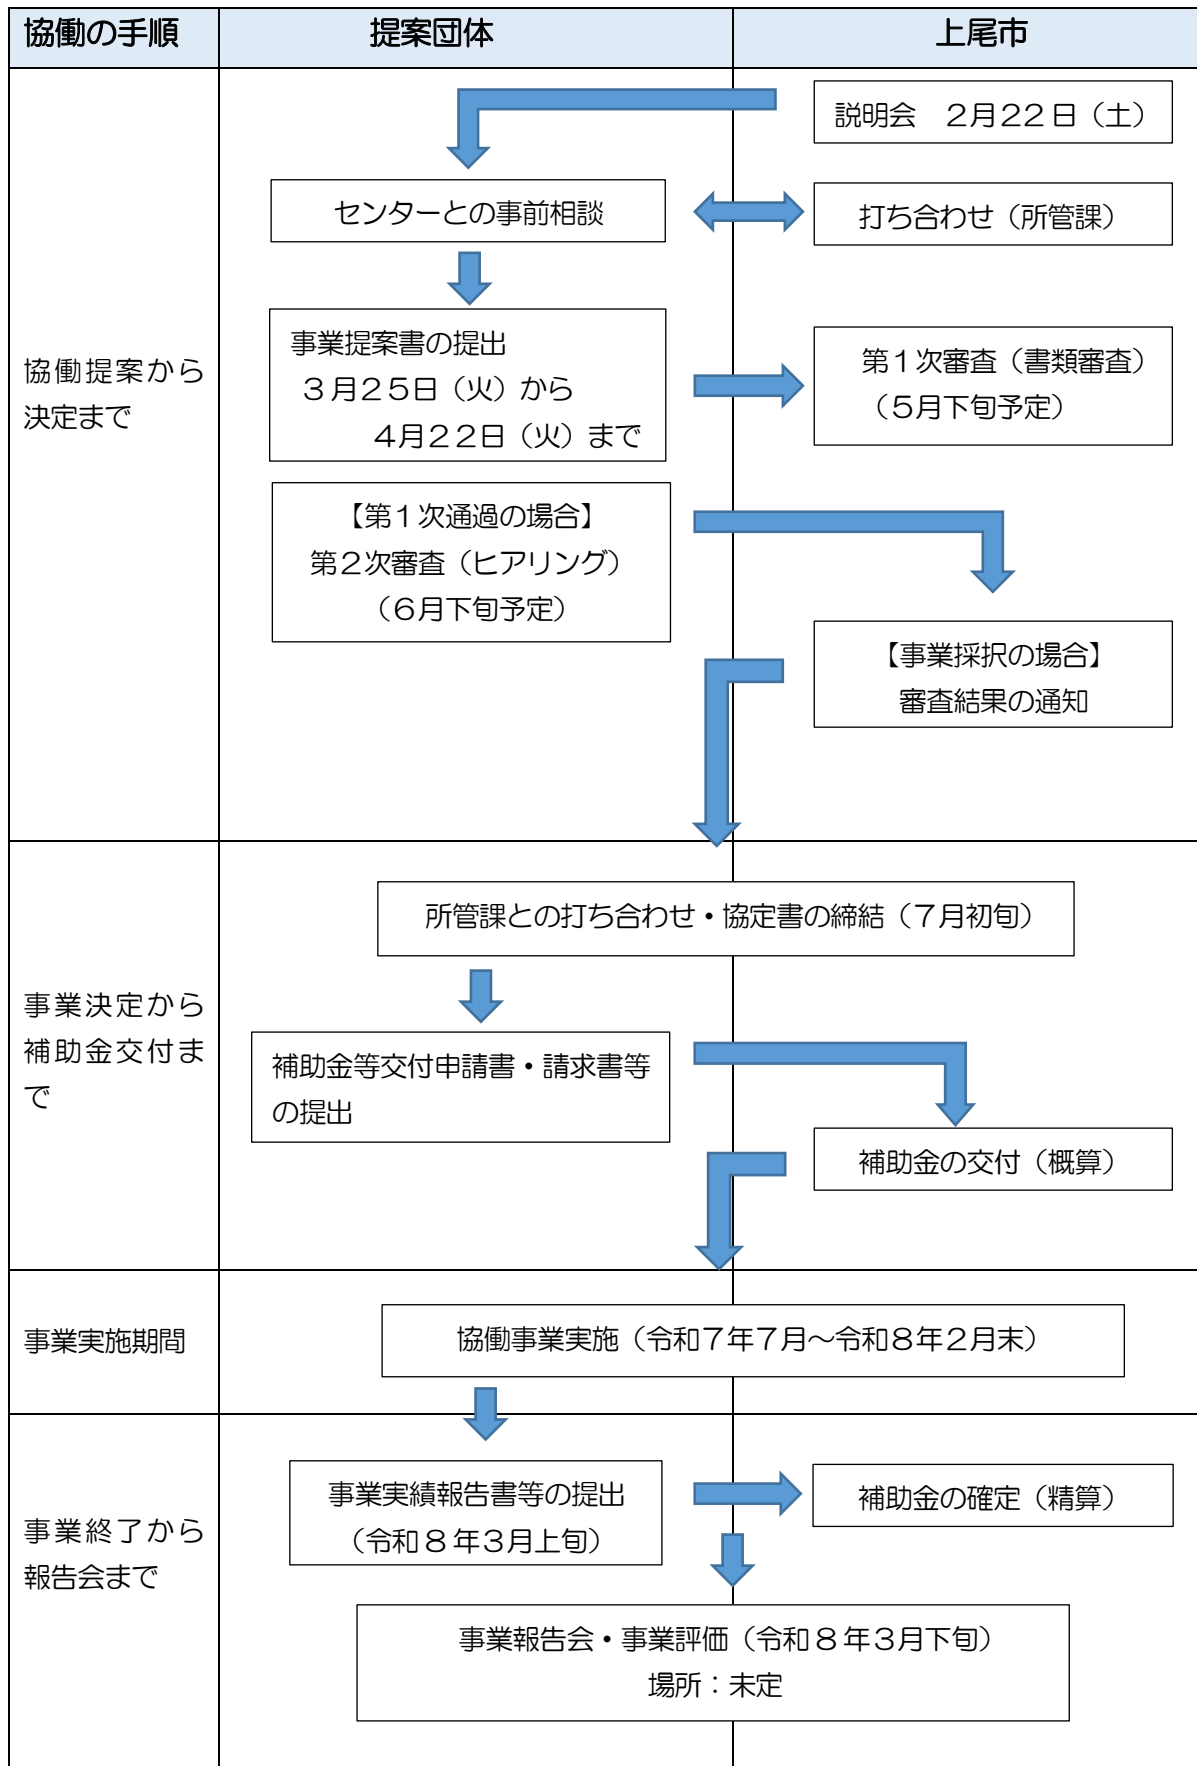 協働の手順
提案団体
上尾市
協働提案から
決定まで
説明会　２月２２日（土）
センターとの事前相談
打ち合わせ（所管課）
事業提案書の提出
３月２５日（火）から
４月２２日（火）まで
第１次審査（書類審査）
（５月下旬予定）
【第１次通過の場合】
第２次審査（ヒアリング）
（６月下旬予定）
【事業採択の場合】
審査結果の通知
事業決定から
補助金交付ま
で
所管課との打ち合わせ・協定書の締結（７月初旬）
補助金等交付申請書・請求書等
の提出
補助金の交付（概算）
事業実施期間
協働事業実施（令和７年７月～令和８年２月末）
事業終了から
報告会まで
事業実績報告書等の提出
（令和８年３月上旬）
補助金の確定（精算）
事業報告会・事業評価（令和８年３月下旬）
場所：未定